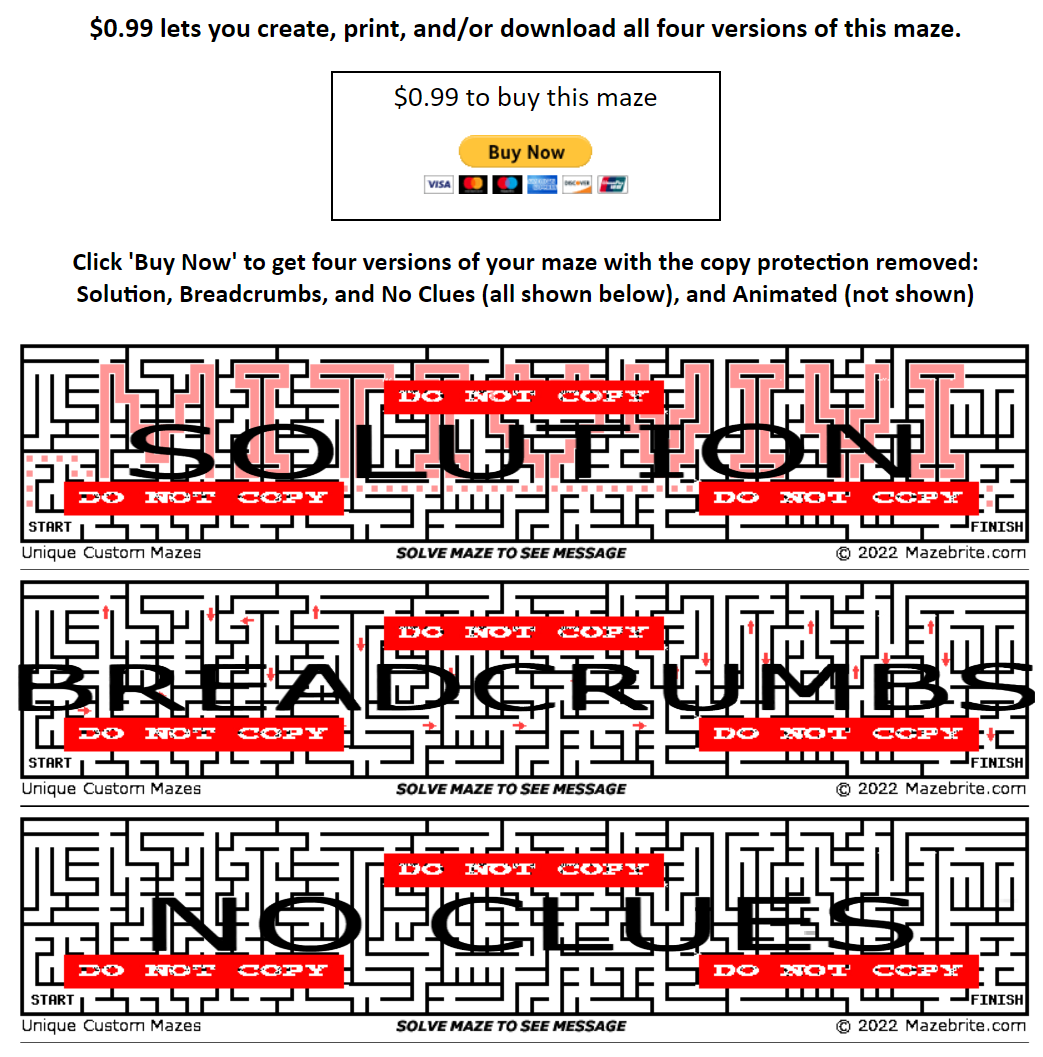 $0.99 lets you create, print, and/or download all four versions of this maze.
$0.99 to buy this maze
Buy Now
VISA DISCOVER
Click 'Buy Now' to get four versions of your maze with the copy protection removed:
Solution, Breadcrumbs, and No Clues (all shown below), and Animated (not shown)
DO NOT COPY
SOLUTION
DO NOT COPY DO NOT COPY
START FINISH
Unique Custom Mazes SOLVE MAZE TO SEE MESSAGE © 2022 Mazebrite.com
DO NOT COPY
BREADCRUMBS
DO NOT COPY DO NOT COPY
START FINISH
Unique Custom Mazes SOLVE MAZE TO SEE MESSAGE © 2022 Mazebrite.com
DO NOT COPY
NO CLUES
DO NOT COPY DO NOT COPY
START FINISH
Unique Custom Mazes SOLVE MAZE TO SEE MESSAGE © 2022 Mazebrite.com